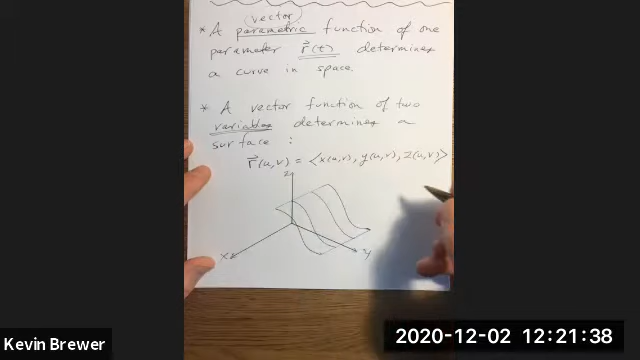 vector
* A parametric function of one
parameter r⃗(t) determines
a curve in space.
* A vector function of two
variables determines a
surface :
r⃗(u,v) = ⟨x(u,v), y(u,v), z(u,v)⟩
z
x
y
Kevin Brewer
2020-12-02 12:21:38